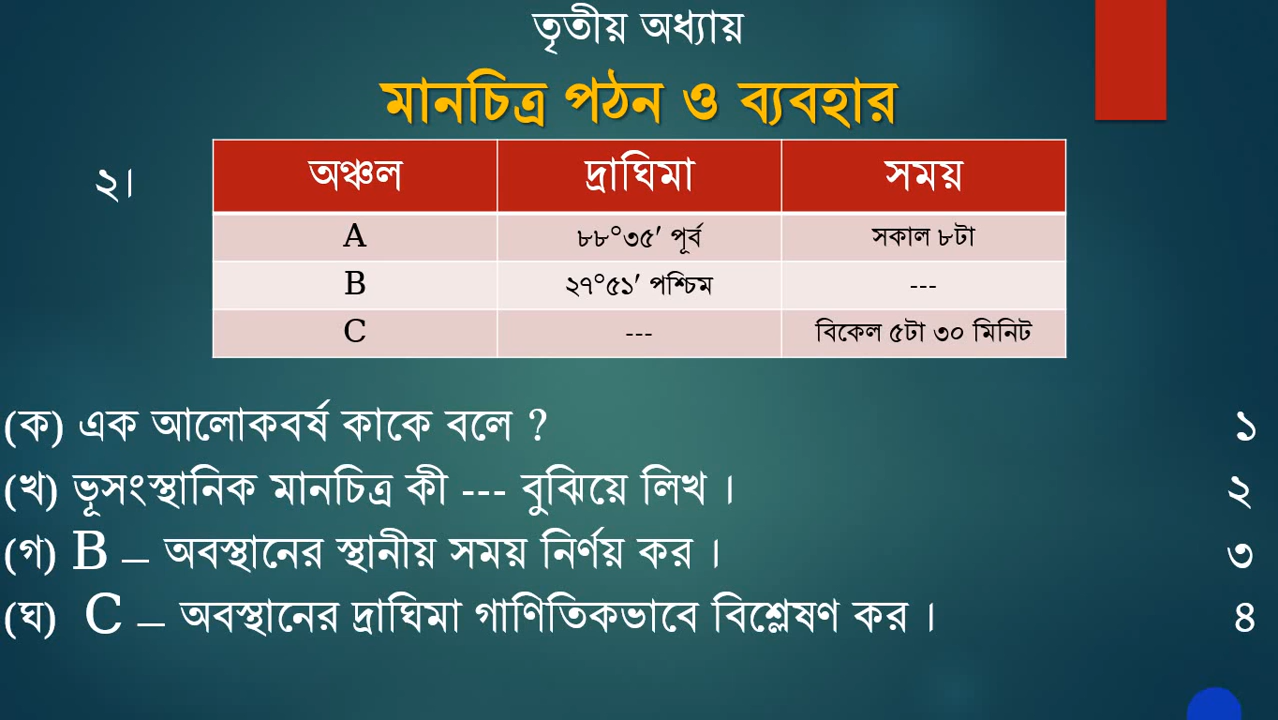 তৃতীয় অধ্যায়
মানচিত্র পঠন ও ব্যবহার
২।
অঞ্চল দ্রাঘিমা সময়
A ৮৮°৩৫′ পূর্ব সকাল ৮টা
B ২৭°৫১′ পশ্চিম ---
C --- বিকেল ৫টা ৩০ মিনিট
(ক) এক আলোকবর্ষ কাকে বলে ? ১
(খ) ভূসংস্থানিক মানচিত্র কী --- বুঝিয়ে লিখ । ২
(গ) B – অবস্থানের স্থানীয় সময় নির্ণয় কর । ৩
(ঘ) C – অবস্থানের দ্রাঘিমা গাণিতিকভাবে বিশ্লেষণ কর । ৪